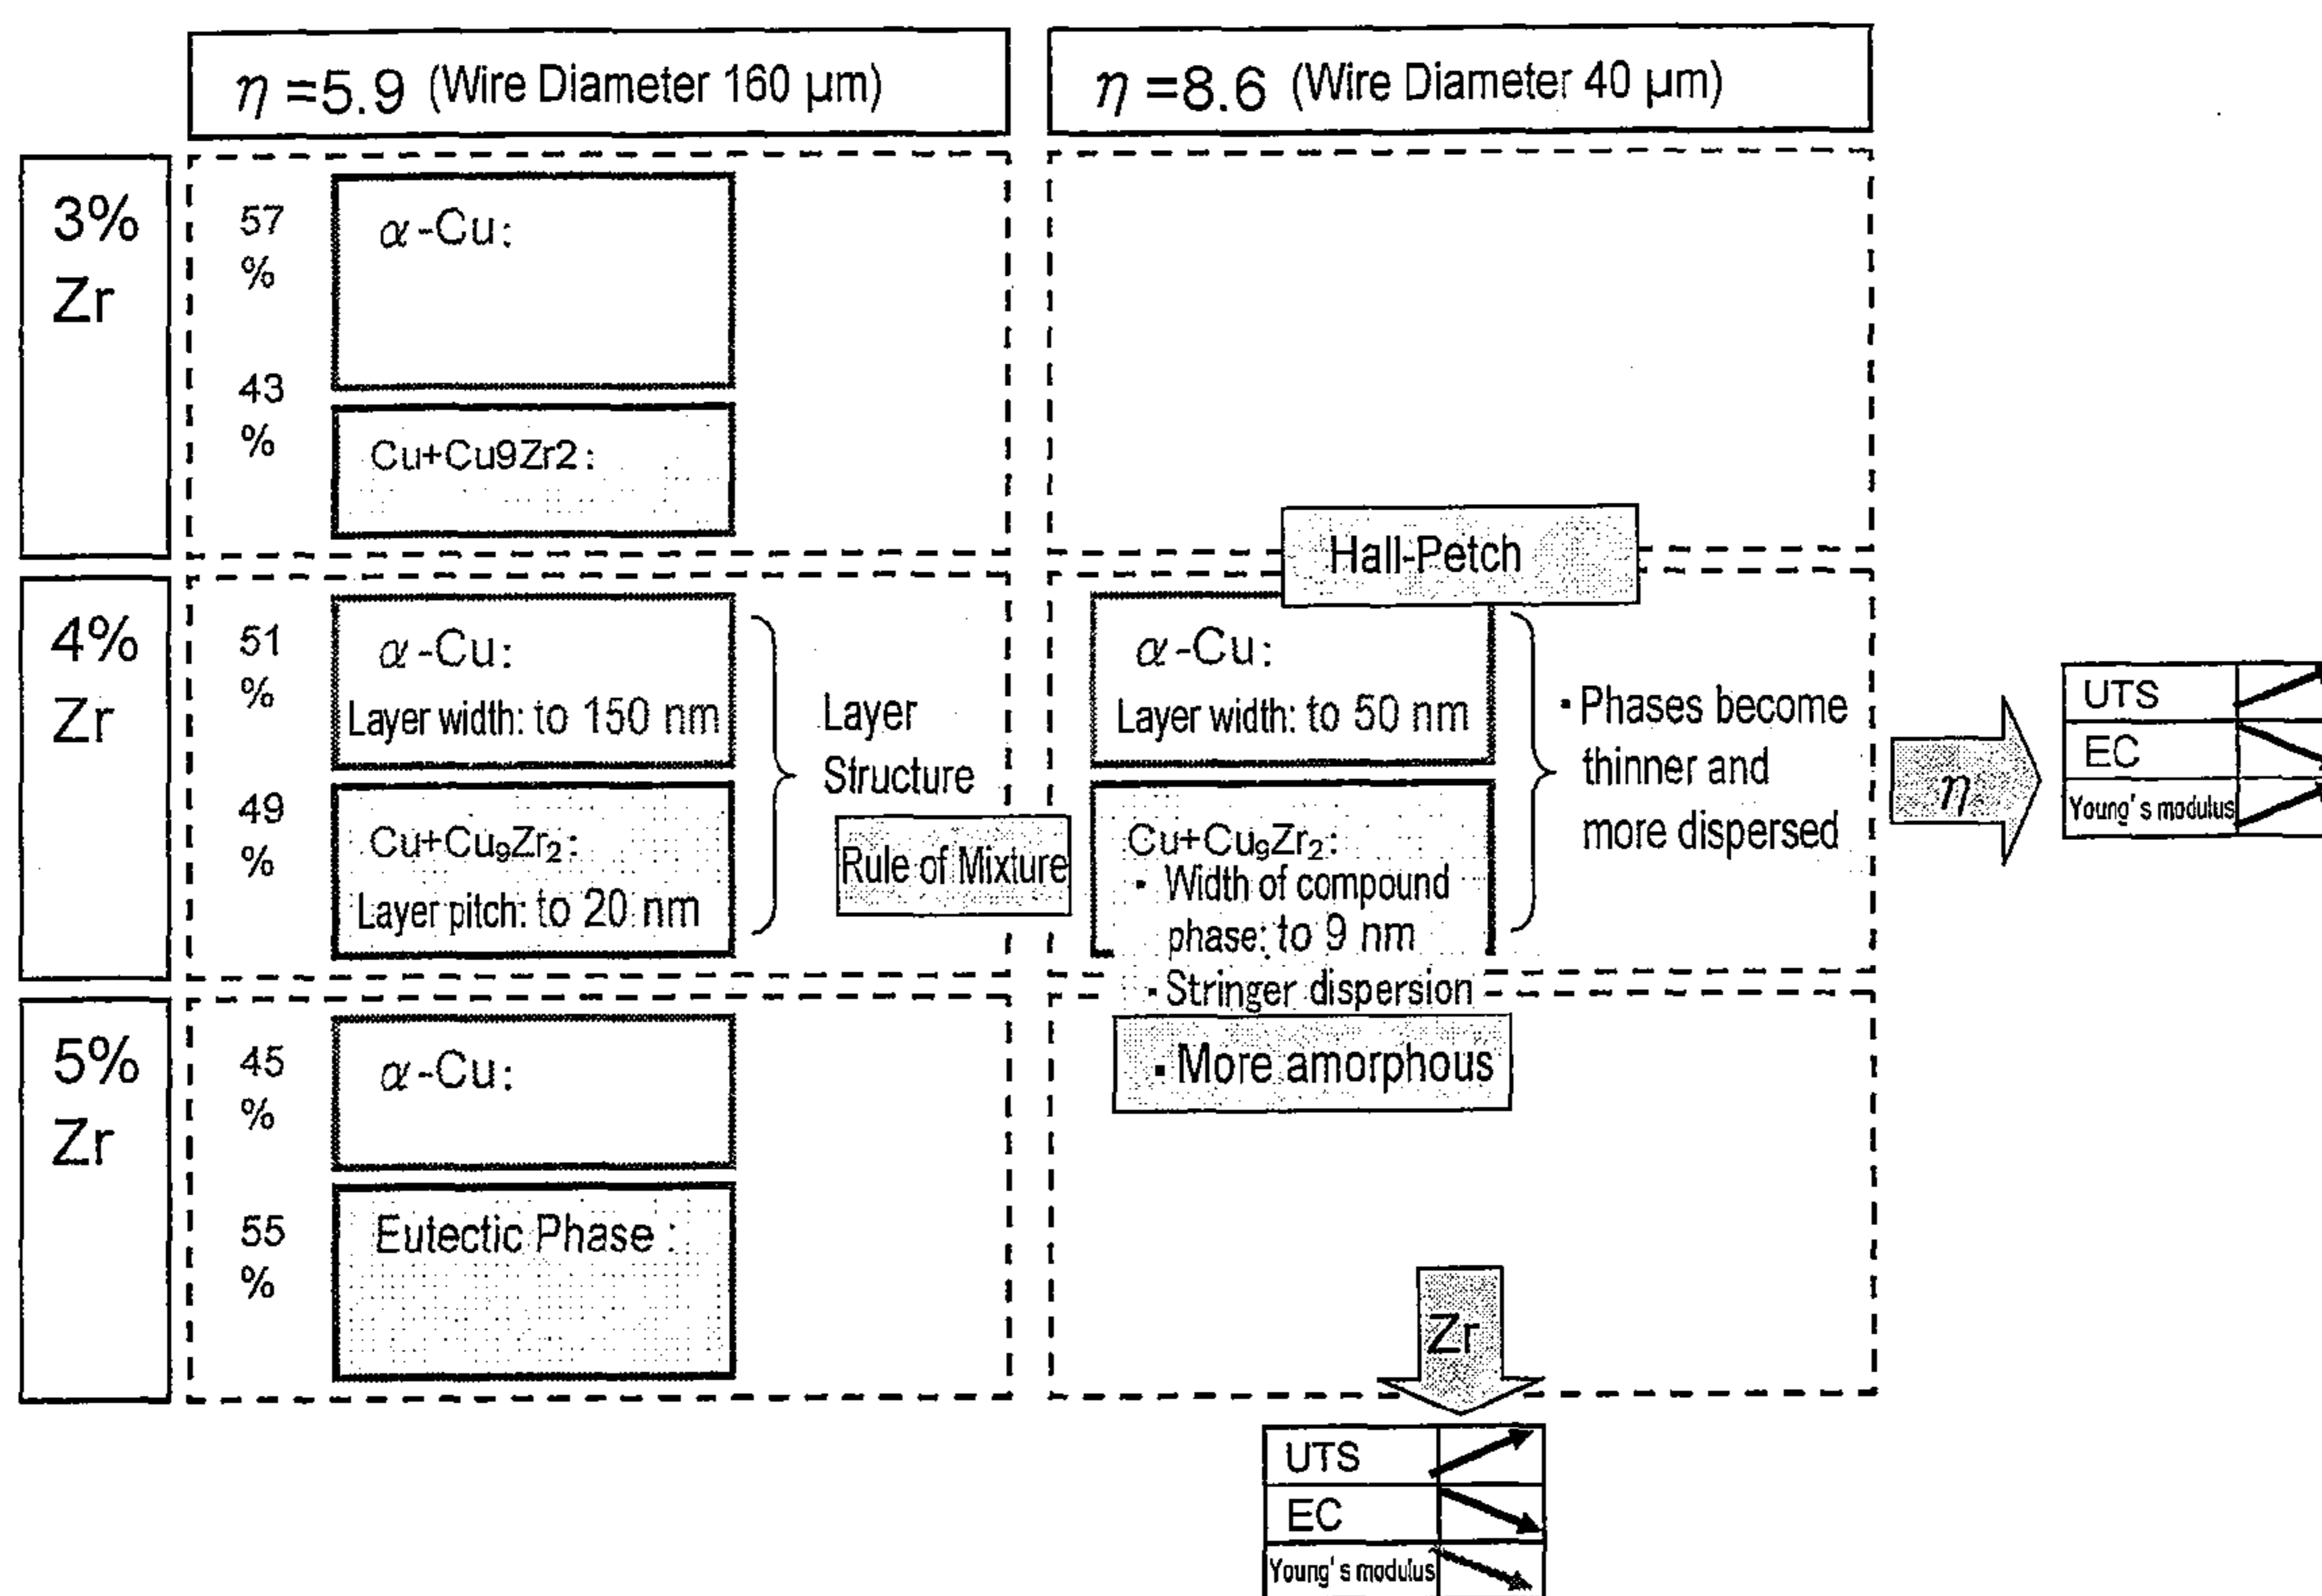 η=5.9 (Wire Diameter 160 µm)
η=8.6 (Wire Diameter 40 µm)
3%
Zr
57
%
α-Cu:
43
%
Cu+Cu9Zr2:
Hall-Petch
4%
Zr
51
%
α-Cu:
Layer width: to 150 nm
49
%
Cu+Cu₉Zr₂:
Layer pitch: to 20 nm
Layer
Structure
Rule of Mixture
α-Cu:
Layer width: to 50 nm
Cu+Cu₉Zr₂:
・Width of compound
phase: to 9 nm
・Stringer dispersion
・More amorphous
・Phases become
thinner and
more dispersed
η
UTS
EC
Young's modulus
5%
Zr
45
%
α-Cu:
55
%
Eutectic Phase :
Zr
UTS
EC
Young's modulus